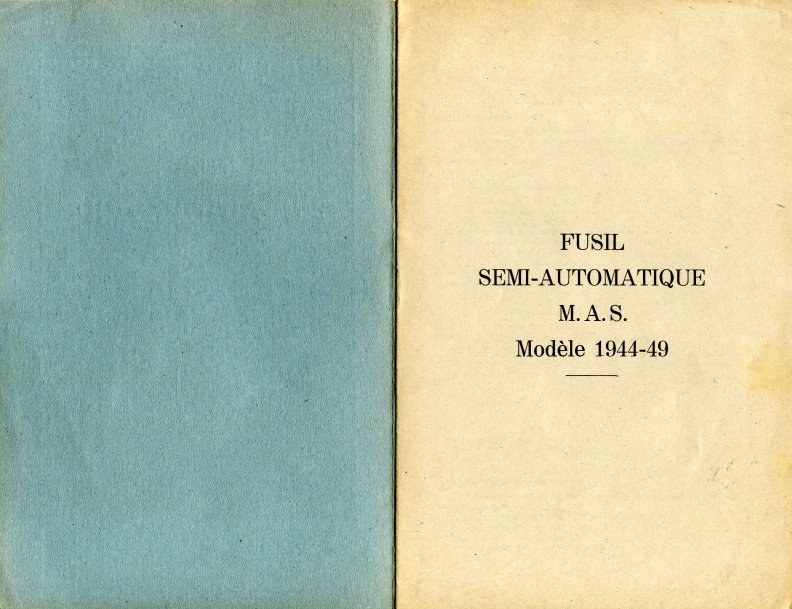 FUSIL
SEMI-AUTOMATIQUE
M. A. S.
Modèle 1944-49